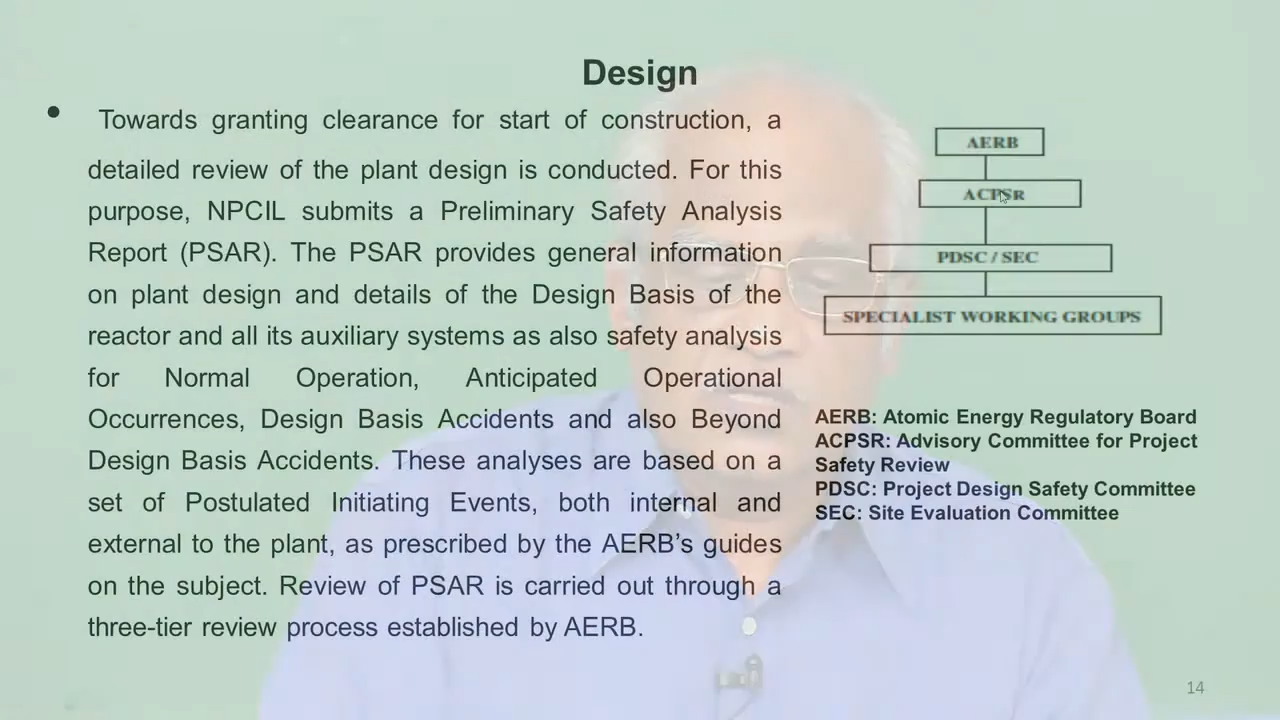 Design
• Towards granting clearance for start of construction, a
detailed review of the plant design is conducted. For this
purpose, NPCIL submits a Preliminary Safety Analysis
Report (PSAR). The PSAR provides general information
on plant design and details of the Design Basis of the
reactor and all its auxiliary systems as also safety analysis
for Normal Operation, Anticipated Operational
Occurrences, Design Basis Accidents and also Beyond
Design Basis Accidents. These analyses are based on a
set of Postulated Initiating Events, both internal and
external to the plant, as prescribed by the AERB’s guides
on the subject. Review of PSAR is carried out through a
three-tier review process established by AERB.
AERB
ACPSR
PDSC / SEC
SPECIALIST WORKING GROUPS
AERB: Atomic Energy Regulatory Board
ACPSR: Advisory Committee for Project
Safety Review
PDSC: Project Design Safety Committee
SEC: Site Evaluation Committee
14